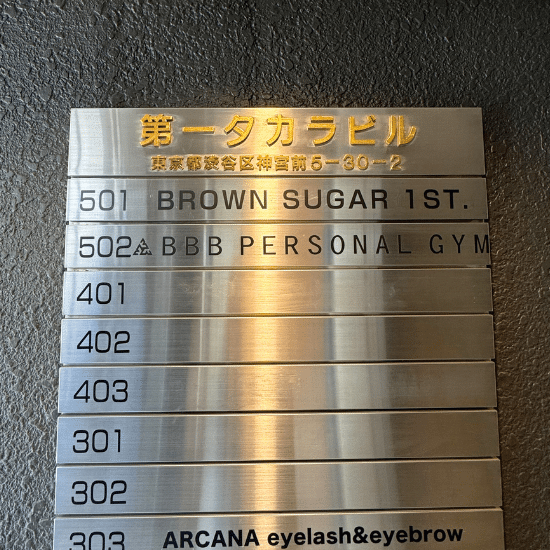 第一タカラビル
東京都渋谷区神宮前5-30-2
501 BROWN SUGAR 1ST.
502 BBB PERSONAL GYM
401
402
403
301
302
303 ARCANA eyelash&eyebrow